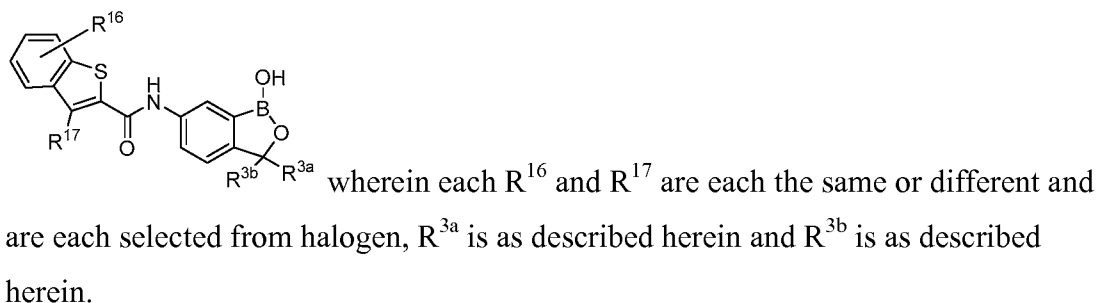 R16
S
H
N
OH
B
O
R17
O
R3b
R3a
wherein each R16 and R17 are each the same or different and
are each selected from halogen, R3a is as described herein and R3b is as described
herein.